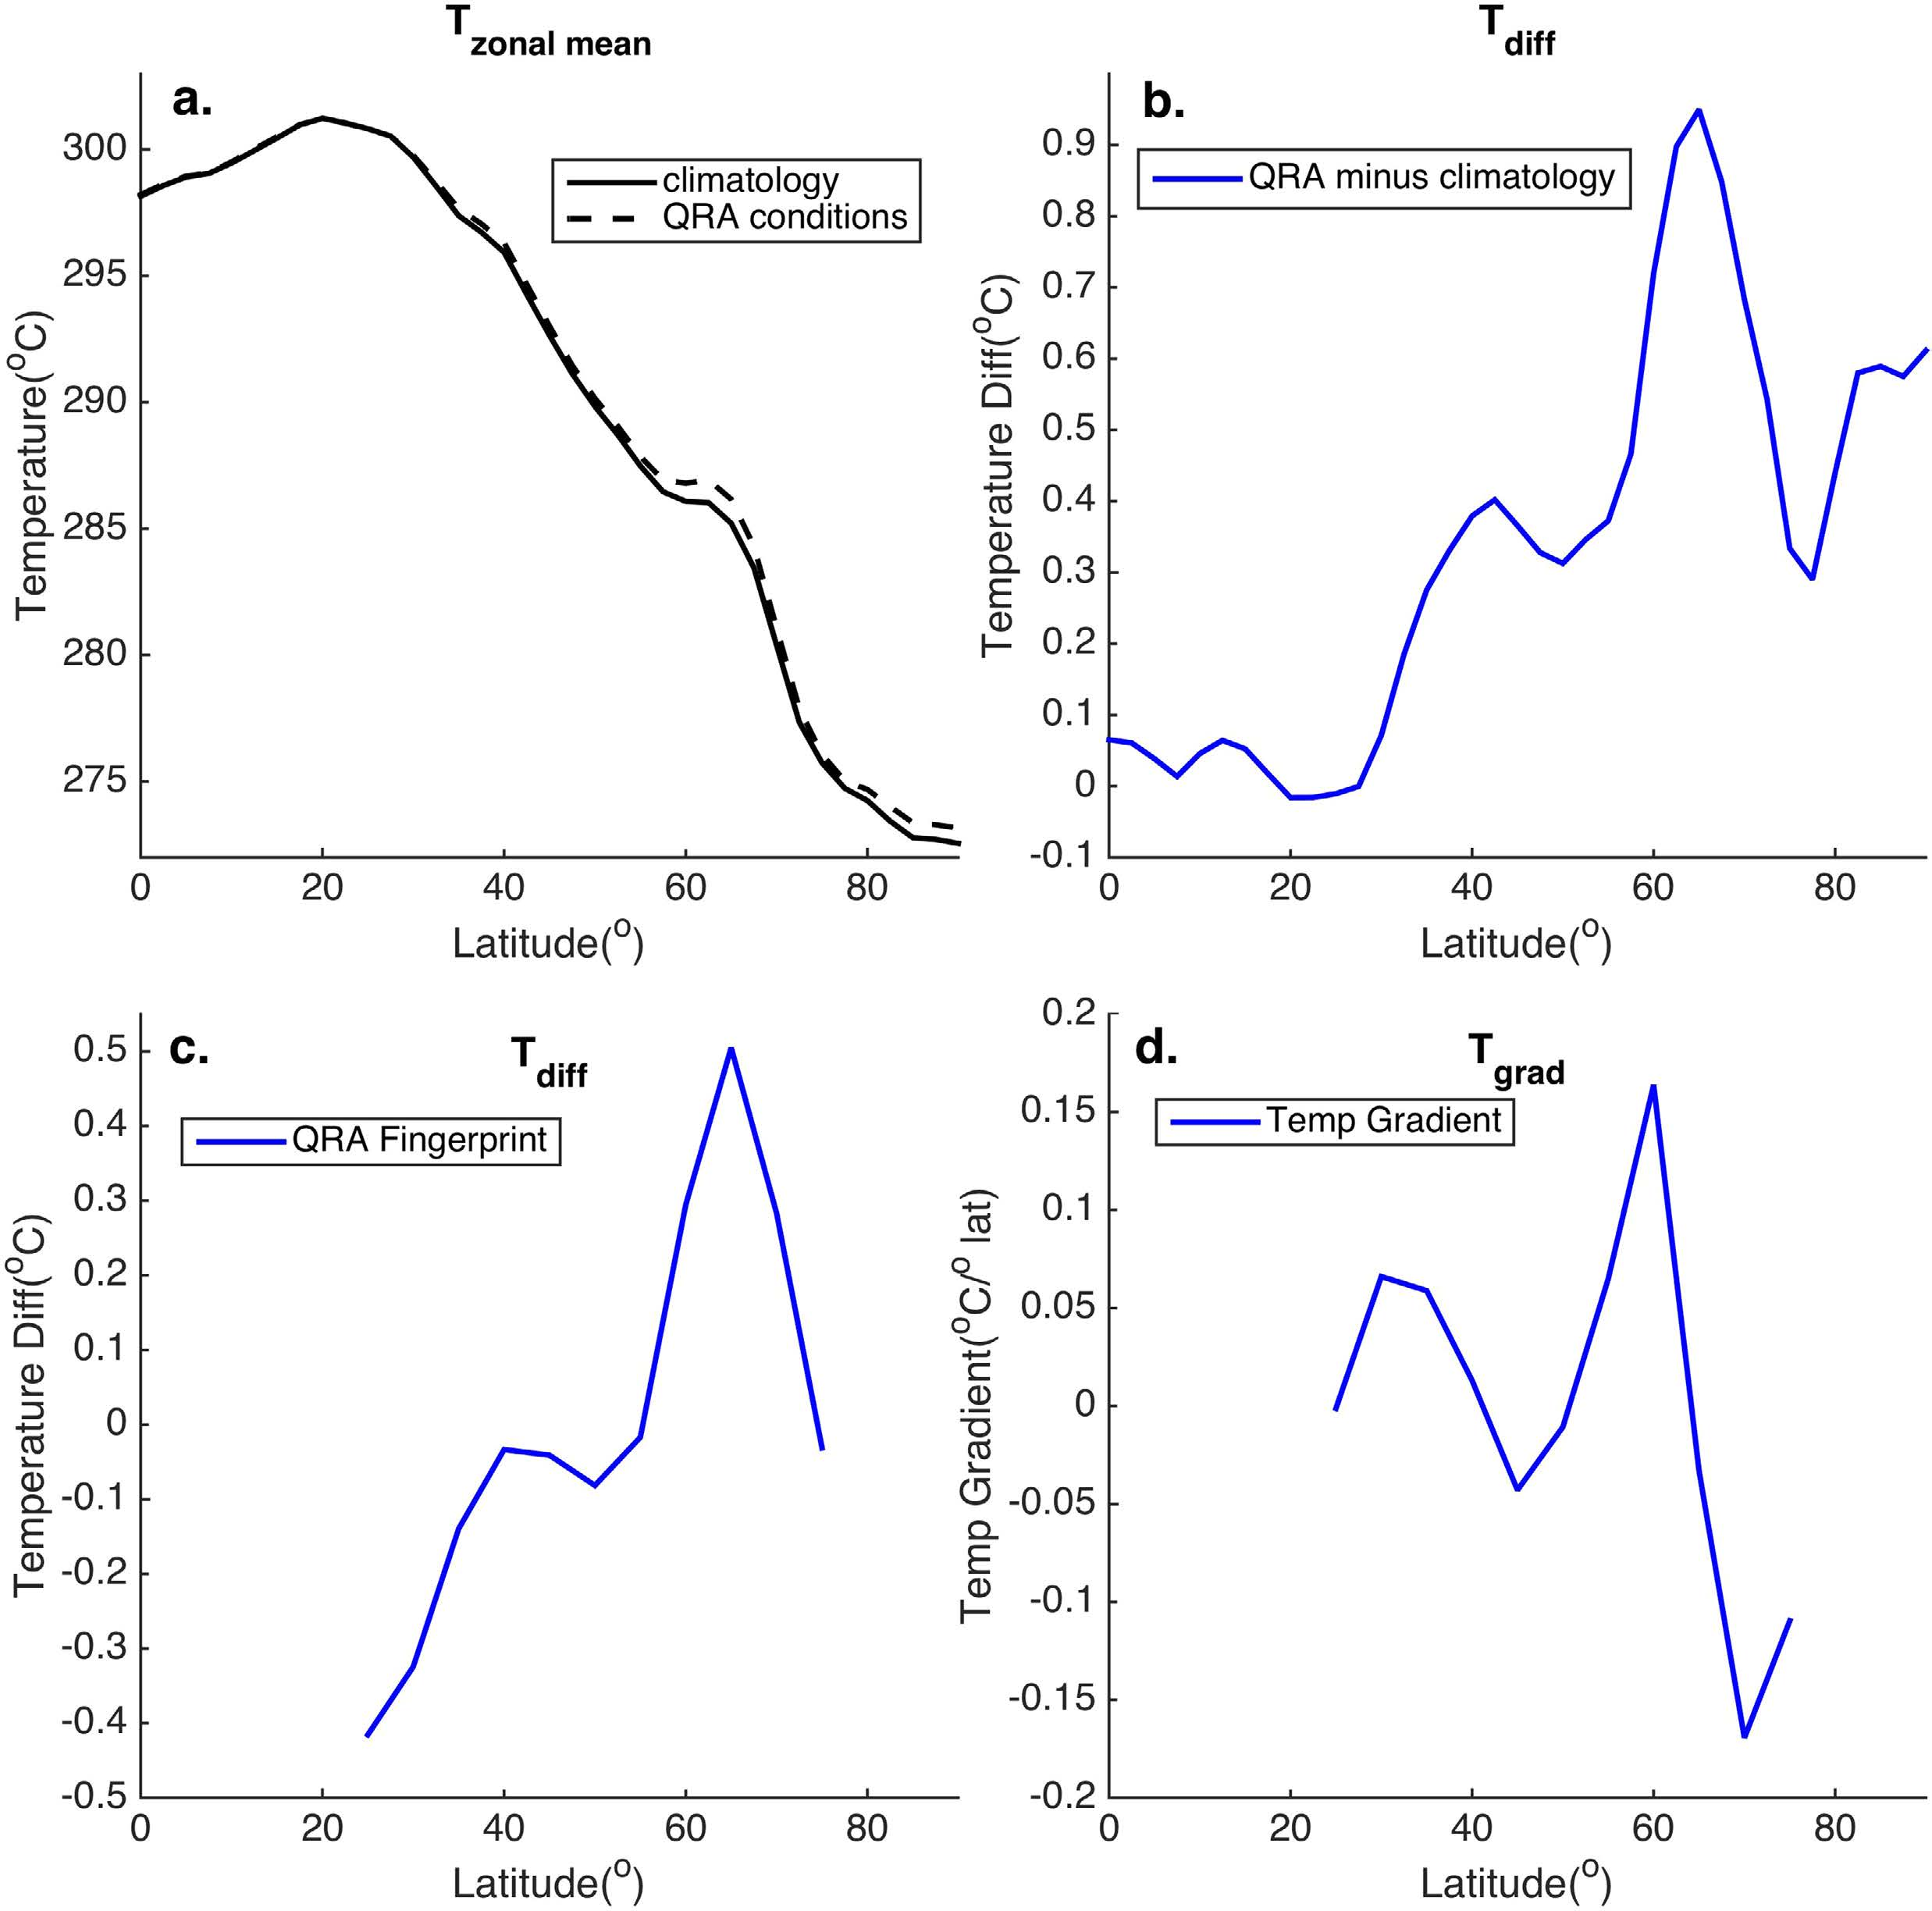 T zonal mean
a.
300
295
290
285
280
275
Temperature(oC)
climatology
QRA conditions
0 20 40 60 80
Latitude(o)
T diff
b.
0.9
0.8
0.7
0.6
0.5
0.4
0.3
0.2
0.1
0
-0.1
Temperature Diff(oC)
QRA minus climatology
0 20 40 60 80
Latitude(o)
c.
T diff
0.5
0.4
0.3
0.2
0.1
0
-0.1
-0.2
-0.3
-0.4
-0.5
Temperature Diff(oC)
QRA Fingerprint
0 20 40 60 80
Latitude(o)
d.
T grad
0.2
0.15
0.1
0.05
0
-0.05
-0.1
-0.15
-0.2
Temp Gradient(oC/o lat)
Temp Gradient
0 20 40 60 80
Latitude(o)